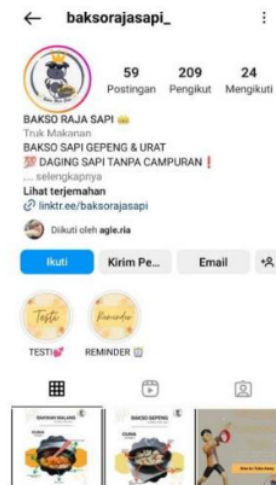 baksorajasapi_
59 209 24
Postingan Pengikut Mengikuti
BAKSO RAJA SAPI 👑
Truk Makanan
BAKSO SAPI GEPENG & URAT
💯 DAGING SAPI TANPA CAMPURAN❗
.... selengkapnya
Lihat terjemahan
linktr.ee/baksorajasapi
Diikuti oleh agle.ria
Ikuti Kirim Pe... Email
Testi Reminder
TESTI💕 REMINDER
BAKSO GEPENG